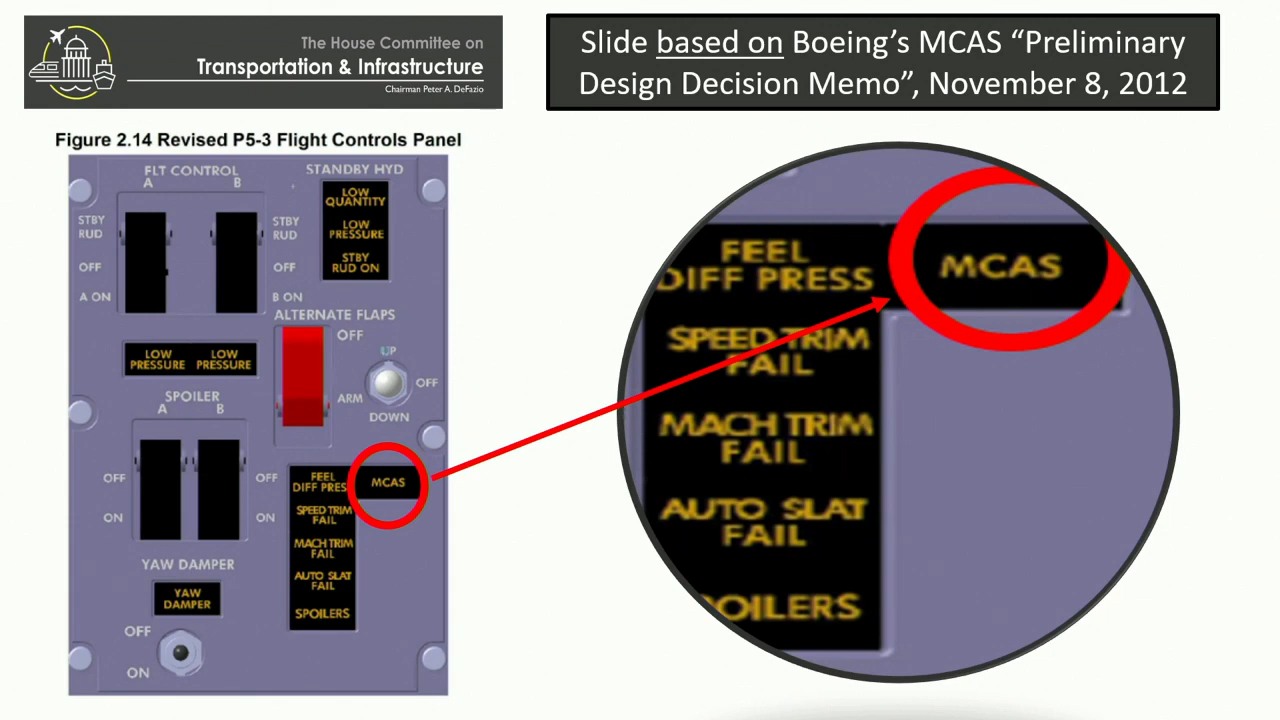 The House Committee on
Transportation & Infrastructure
Chairman Peter A. DeFazio
Slide based on Boeing's MCAS “Preliminary
Design Decision Memo”, November 8, 2012
Figure 2.14 Revised P5-3 Flight Controls Panel
FLT CONTROL
A B
STBY
RUD
OFF
A ON
STBY
RUD
OFF
B ON
STANDBY HYD
LOW
QUANTITY
LOW
PRESSURE
STBY
RUD ON
ALTERNATE FLAPS
OFF
UP
OFF
ARM
DOWN
LOW
PRESSURE
LOW
PRESSURE
SPOILER
A B
OFF
ON
OFF
ON
FEEL
DIFF PRESS
MCAS
SPEED TRIM
FAIL
MACH TRIM
FAIL
AUTO SLAT
FAIL
SPOILERS
YAW DAMPER
YAW
DAMPER
OFF
ON
FEEL
DIFF PRESS
MCAS
SPEED TRIM
FAIL
MACH TRIM
FAIL
AUTO SLAT
FAIL
POILERS